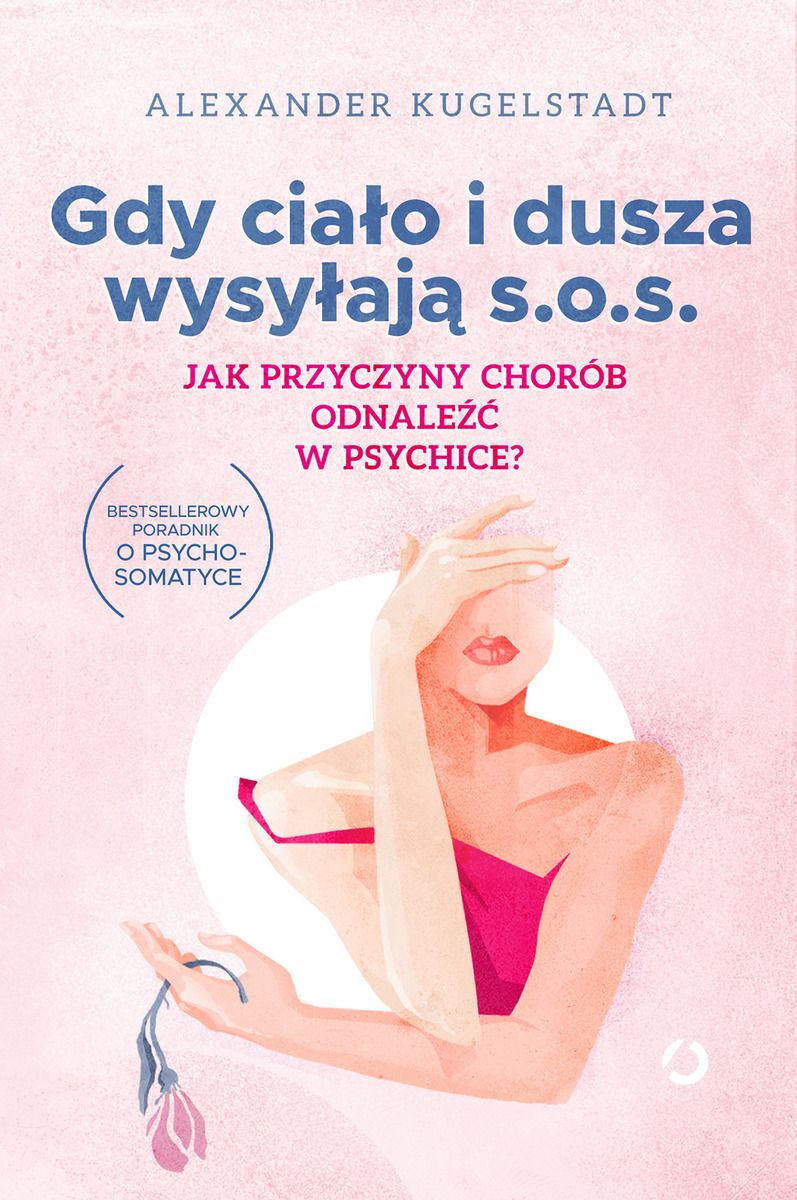 ALEXANDER KUGELSTADT
Gdy ciało i dusza
wysyłają s.o.s.
JAK PRZYCZYNY CHORÓB
ODNALEŹĆ
W PSYCHICE?
BESTSELLEROWY
PORADNIK
O PSYCHO-
SOMATYCE